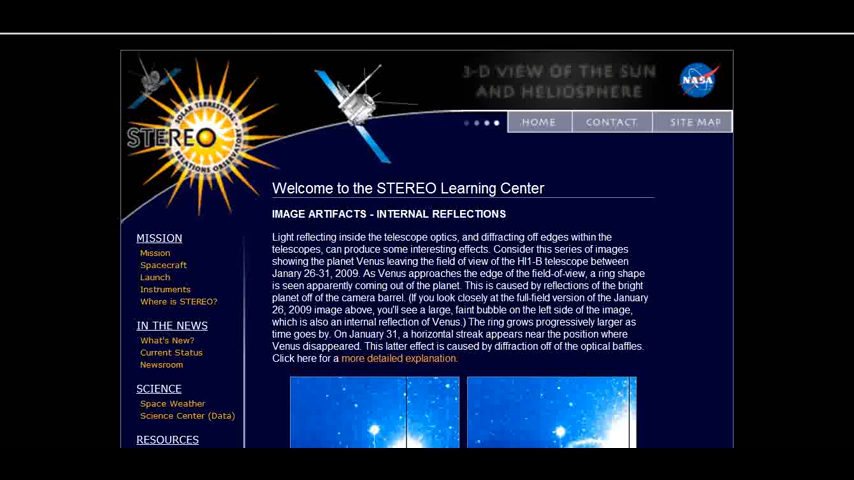 3-D VIEW OF THE SUN
AND HELIOSPHERE
NASA
SOLAR TERRESTRIAL
STEREO
RELATIONS OBSERVATORY
HOME
CONTACT
SITE MAP
Welcome to the STEREO Learning Center
IMAGE ARTIFACTS - INTERNAL REFLECTIONS
Light reflecting inside the telescope optics, and diffracting off edges within the
telescopes, can produce some interesting effects. Consider this series of images
showing the planet Venus leaving the field of view of the HI1-B telescope between
Janary 26-31, 2009. As Venus approaches the edge of the field-of-view, a ring shape
is seen apparently coming out of the planet. This is caused by reflections of the bright
planet off of the camera barrel. (If you look closely at the full-field version of the January
26, 2009 image above, you'll see a large, faint bubble on the left side of the image,
which is also an internal reflection of Venus.) The ring grows progressively larger as
time goes by. On January 31, a horizontal streak appears near the position where
Venus disappeared. This latter effect is caused by diffraction off of the optical baffles.
Click here for a more detailed explanation.
MISSION
Mission
Spacecraft
Launch
Instruments
Where is STEREO?
IN THE NEWS
What's New?
Current Status
Newsroom
SCIENCE
Space Weather
Science Center (Data)
RESOURCES